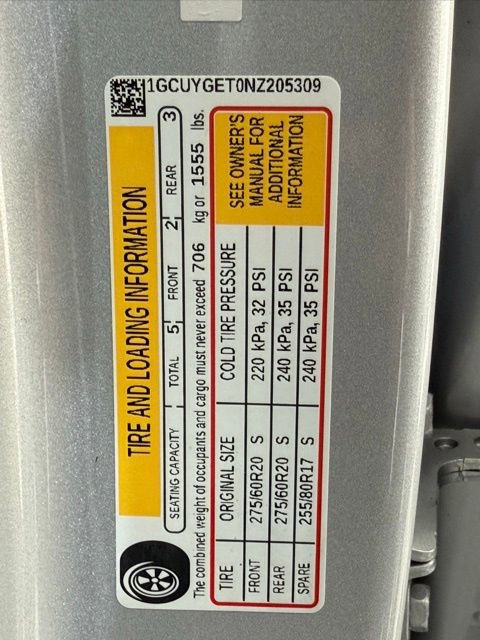 1GCUYGET0NZ205309
TIRE AND LOADING INFORMATION
SEATING CAPACITY TOTAL 5 FRONT 2 REAR 3
The combined weight of occupants and cargo must never exceed 706 kg or 1555 lbs.
TIRE ORIGINAL SIZE COLD TIRE PRESSURE
FRONT 275/60R20 S 220 kPa, 32 PSI
REAR 275/60R20 S 240 kPa, 35 PSI
SPARE 255/80R17 S 240 kPa, 35 PSI
SEE OWNER'S
MANUAL FOR
ADDITIONAL
INFORMATION